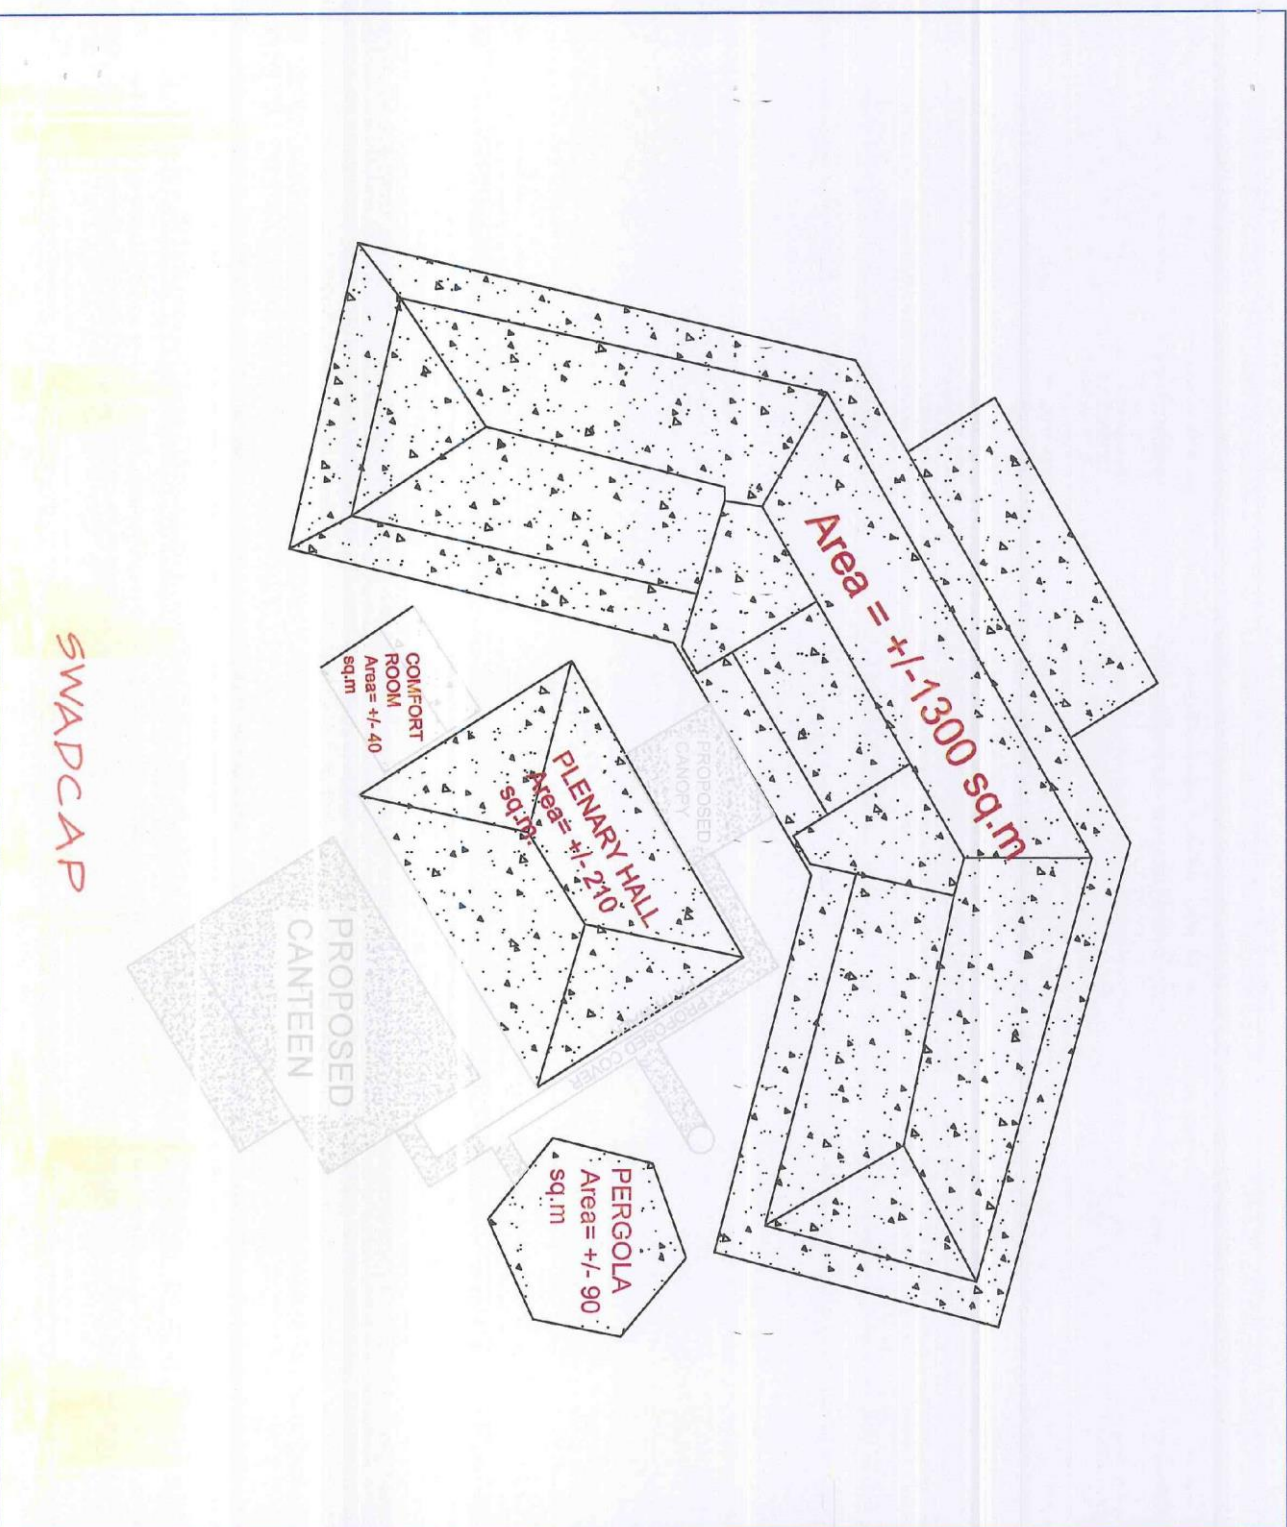 Area = +/-1300 sq.m
PROPOSED
CANOPY
PLENARY HALL
Area= +/- 210
sq.m.
COMFORT
ROOM
Area= +/- 40
sq.m
PROPOSED COVER
PROPOSED
CANTEEN
PERGOLA
Area= +/- 90
sq.m
SWADCAP